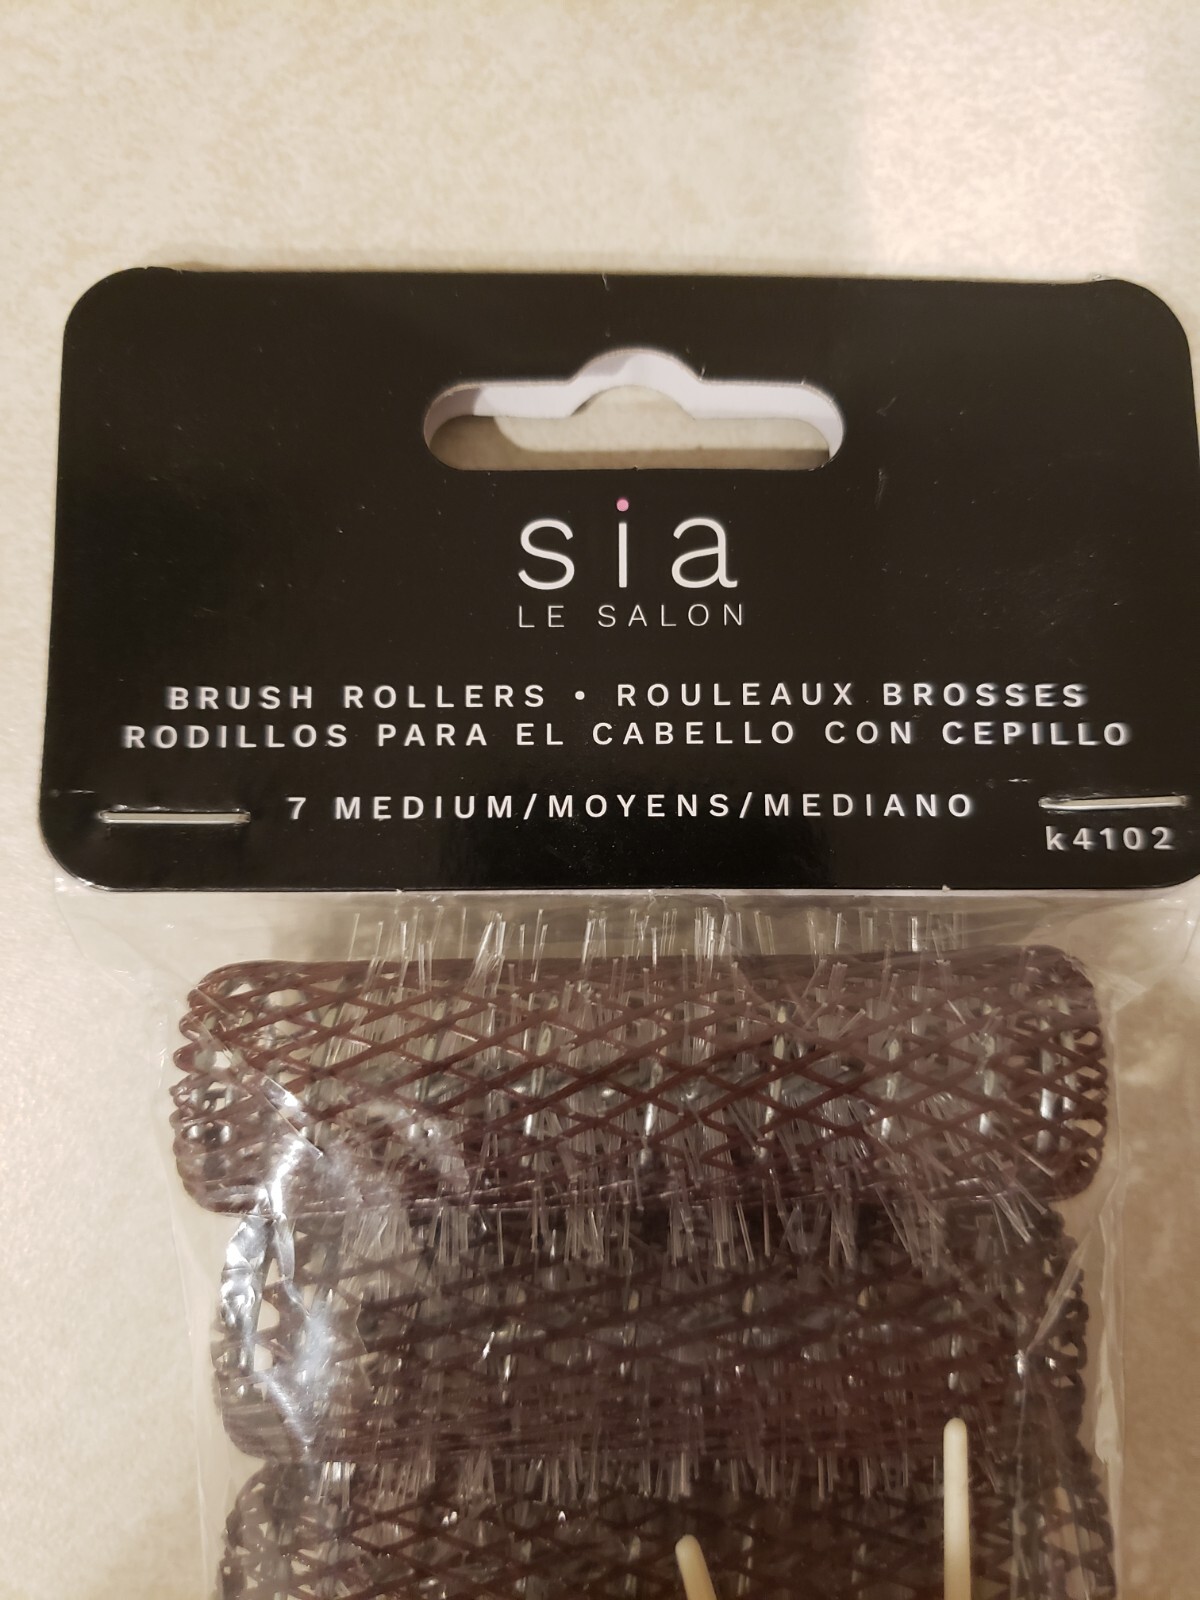 sia
LE SALON
BRUSH ROLLERS • ROULEAUX BROSSES
RODILLOS PARA EL CABELLO CON CEPILLO
7 MEDIUM/MOYENS/MEDIANO
k4102